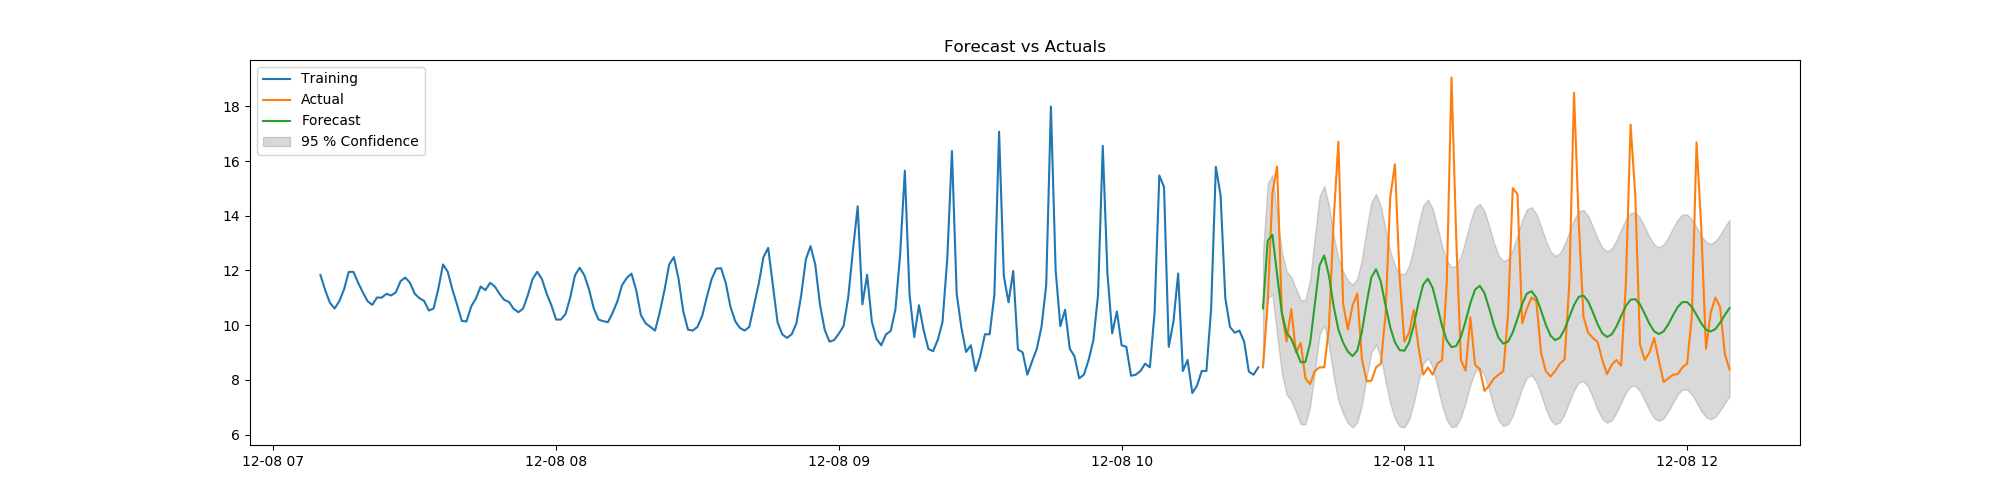 Forecast vs Actuals
Training
Actual
Forecast
95 % Confidence
18
16
14
12
10
8
6
12-08 07
12-08 08
12-08 09
12-08 10
12-08 11
12-08 12